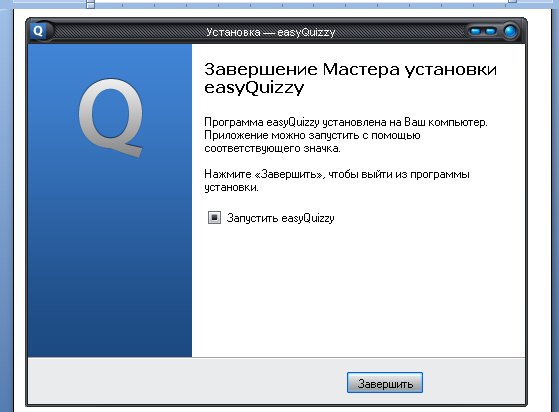 Q
Установка — easyQuizzy
Q
Завершение Мастера установки
easyQuizzy
Программа easyQuizzy установлена на Ваш компьютер.
Приложение можно запустить с помощью
соответствующего значка.
Нажмите «Завершить», чтобы выйти из программы
установки.
Запустить easyQuizzy
Завершить